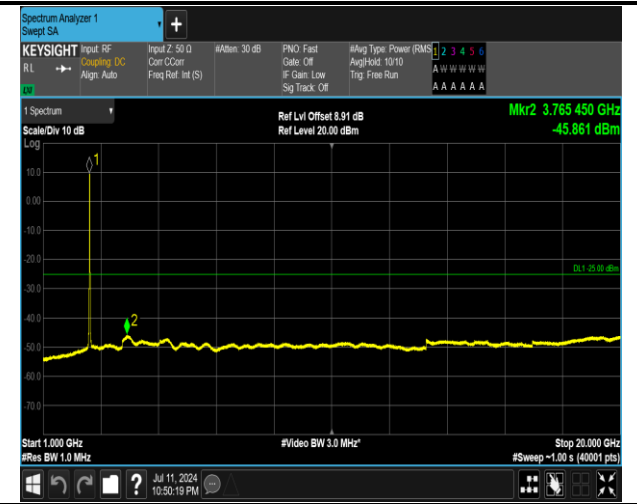 Spectrum Analyzer 1
Swept SA
+
KEYSIGHT
RL
Input: RF
Coupling: DC
Align: Auto
Input Z: 50 Ω
Corr CCorr
Freq Ref: Int (S)
#Atten: 30 dB
PNO: Fast
Gate: Off
IF Gain: Low
Sig Track: Off
#Avg Type: Power (RMS
Avg|Hold: 10/10
Trig: Free Run
1 2 3 4 5 6
A W W W W W
A A A A A A
1 Spectrum
Scale/Div 10 dB
Log
Ref Lvl Offset 8.91 dB
Ref Level 20.00 dBm
Mkr2 3.765 450 GHz
-45.861 dBm
1
10.0
0.00
-10.0
-20.0
DL1 -25.00 dBm
-30.0
-40.0
2
-50.0
-60.0
-70.0
Start 1.000 GHz
#Res BW 1.0 MHz
#Video BW 3.0 MHz*
Stop 20.000 GHz
#Sweep ~1.00 s (40001 pts)
?
Jul 11, 2024
10:50:19 PM